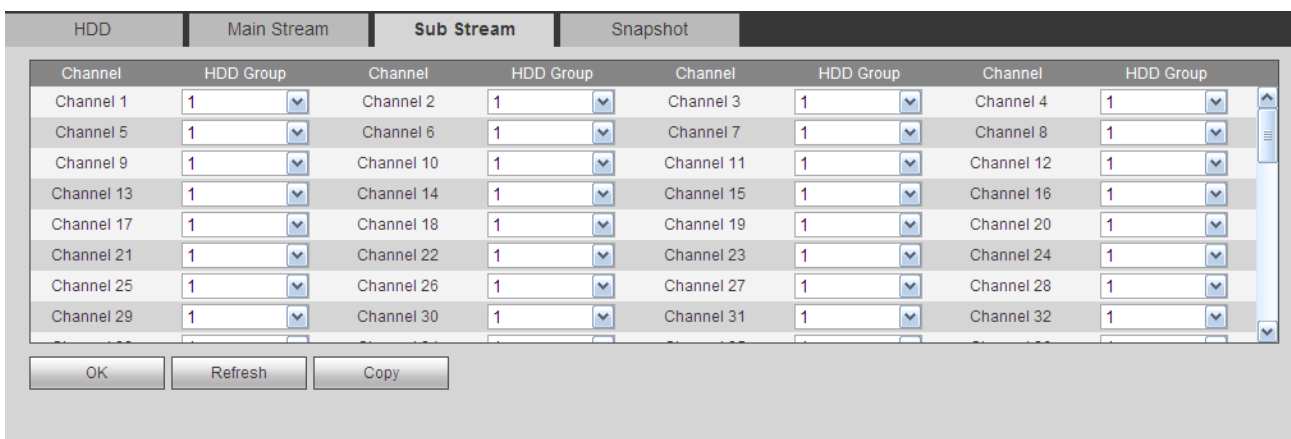 HDD Main Stream Sub Stream Snapshot
Channel HDD Group Channel HDD Group Channel HDD Group Channel HDD Group
Channel 1 1 Channel 2 1 Channel 3 1 Channel 4 1
Channel 5 1 Channel 6 1 Channel 7 1 Channel 8 1
Channel 9 1 Channel 10 1 Channel 11 1 Channel 12 1
Channel 13 1 Channel 14 1 Channel 15 1 Channel 16 1
Channel 17 1 Channel 18 1 Channel 19 1 Channel 20 1
Channel 21 1 Channel 22 1 Channel 23 1 Channel 24 1
Channel 25 1 Channel 26 1 Channel 27 1 Channel 28 1
Channel 29 1 Channel 30 1 Channel 31 1 Channel 32 1
OK Refresh Copy